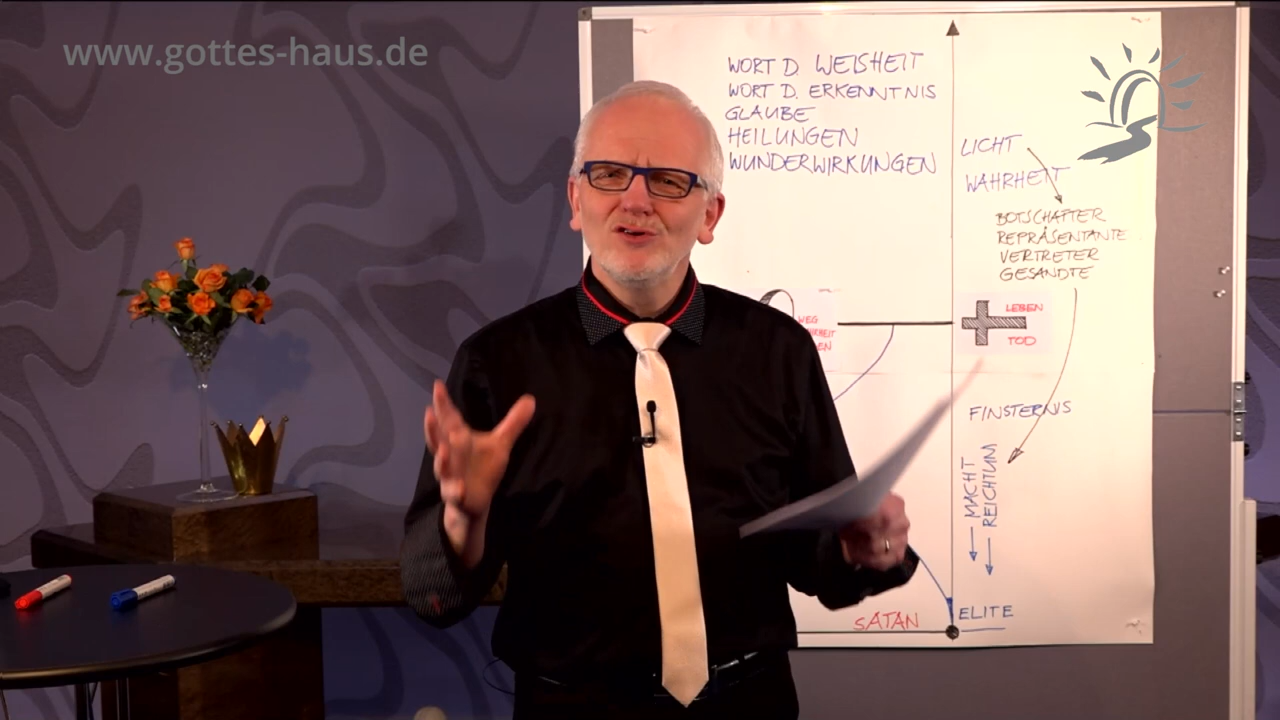 www.gottes-haus.de
WORT D. WEISHEIT
WORT D. ERKENNTNIS
GLAUBE
HEILUNGEN
WUNDERWIRKUNGEN
LICHT
WAHRHEIT
BOTSCHAFTER
REPRÄSENTANTE
VERTRETER
GESANDTE
WEG
LEBEN
TOD
FINSTERNIS
MACHT
REICHTUM
SATAN
ELITE